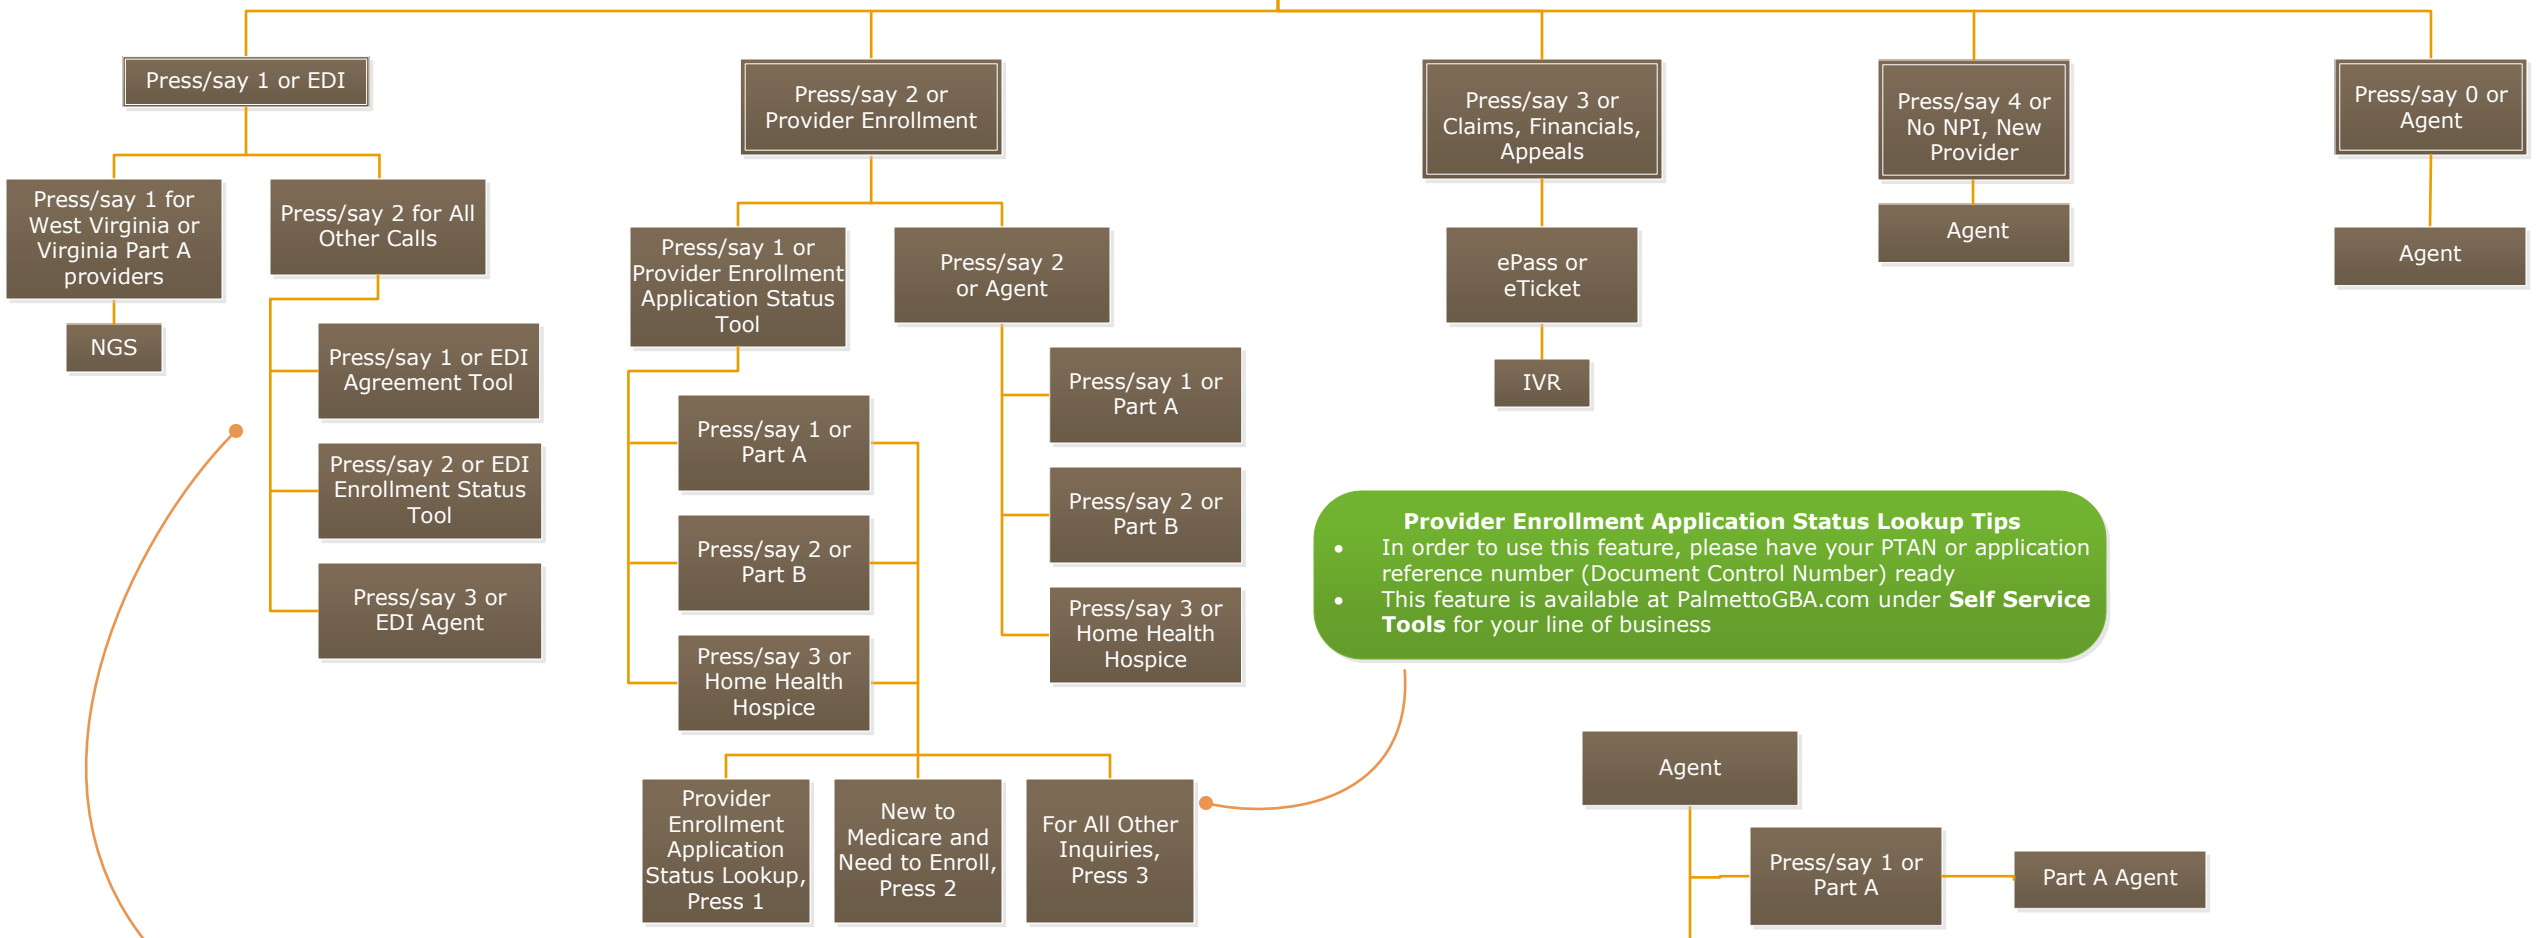 Press/say 1 or EDI
Press/say 2 or
Provider Enrollment
Press/say 3 or
Claims, Financials,
Appeals
Press/say 4 or
No NPI, New
Provider
Press/say 0 or
Agent
Press/say 1 for
West Virginia or
Virginia Part A
providers
NGS
Press/say 2 for All
Other Calls
Press/say 1 or EDI
Agreement Tool
Press/say 2 or EDI
Enrollment Status
Tool
Press/say 3 or
EDI Agent
Press/say 1 or
Provider Enrollment
Application Status
Tool
Press/say 1 or
Part A
Press/say 2 or
Part B
Press/say 3 or
Home Health
Hospice
Provider
Enrollment
Application
Status Lookup,
Press 1
New to
Medicare and
Need to Enroll,
Press 2
For All Other
Inquiries,
Press 3
Press/say 2
or Agent
Press/say 1 or
Part A
Press/say 2 or
Part B
Press/say 3 or
Home Health
Hospice
ePass or
eTicket
IVR
Agent
Agent
Provider Enrollment Application Status Lookup Tips
• In order to use this feature, please have your PTAN or application
reference number (Document Control Number) ready
• This feature is available at PalmettoGBA.com under Self Service
Tools for your line of business
Agent
Press/say 1 or
Part A
Part A Agent